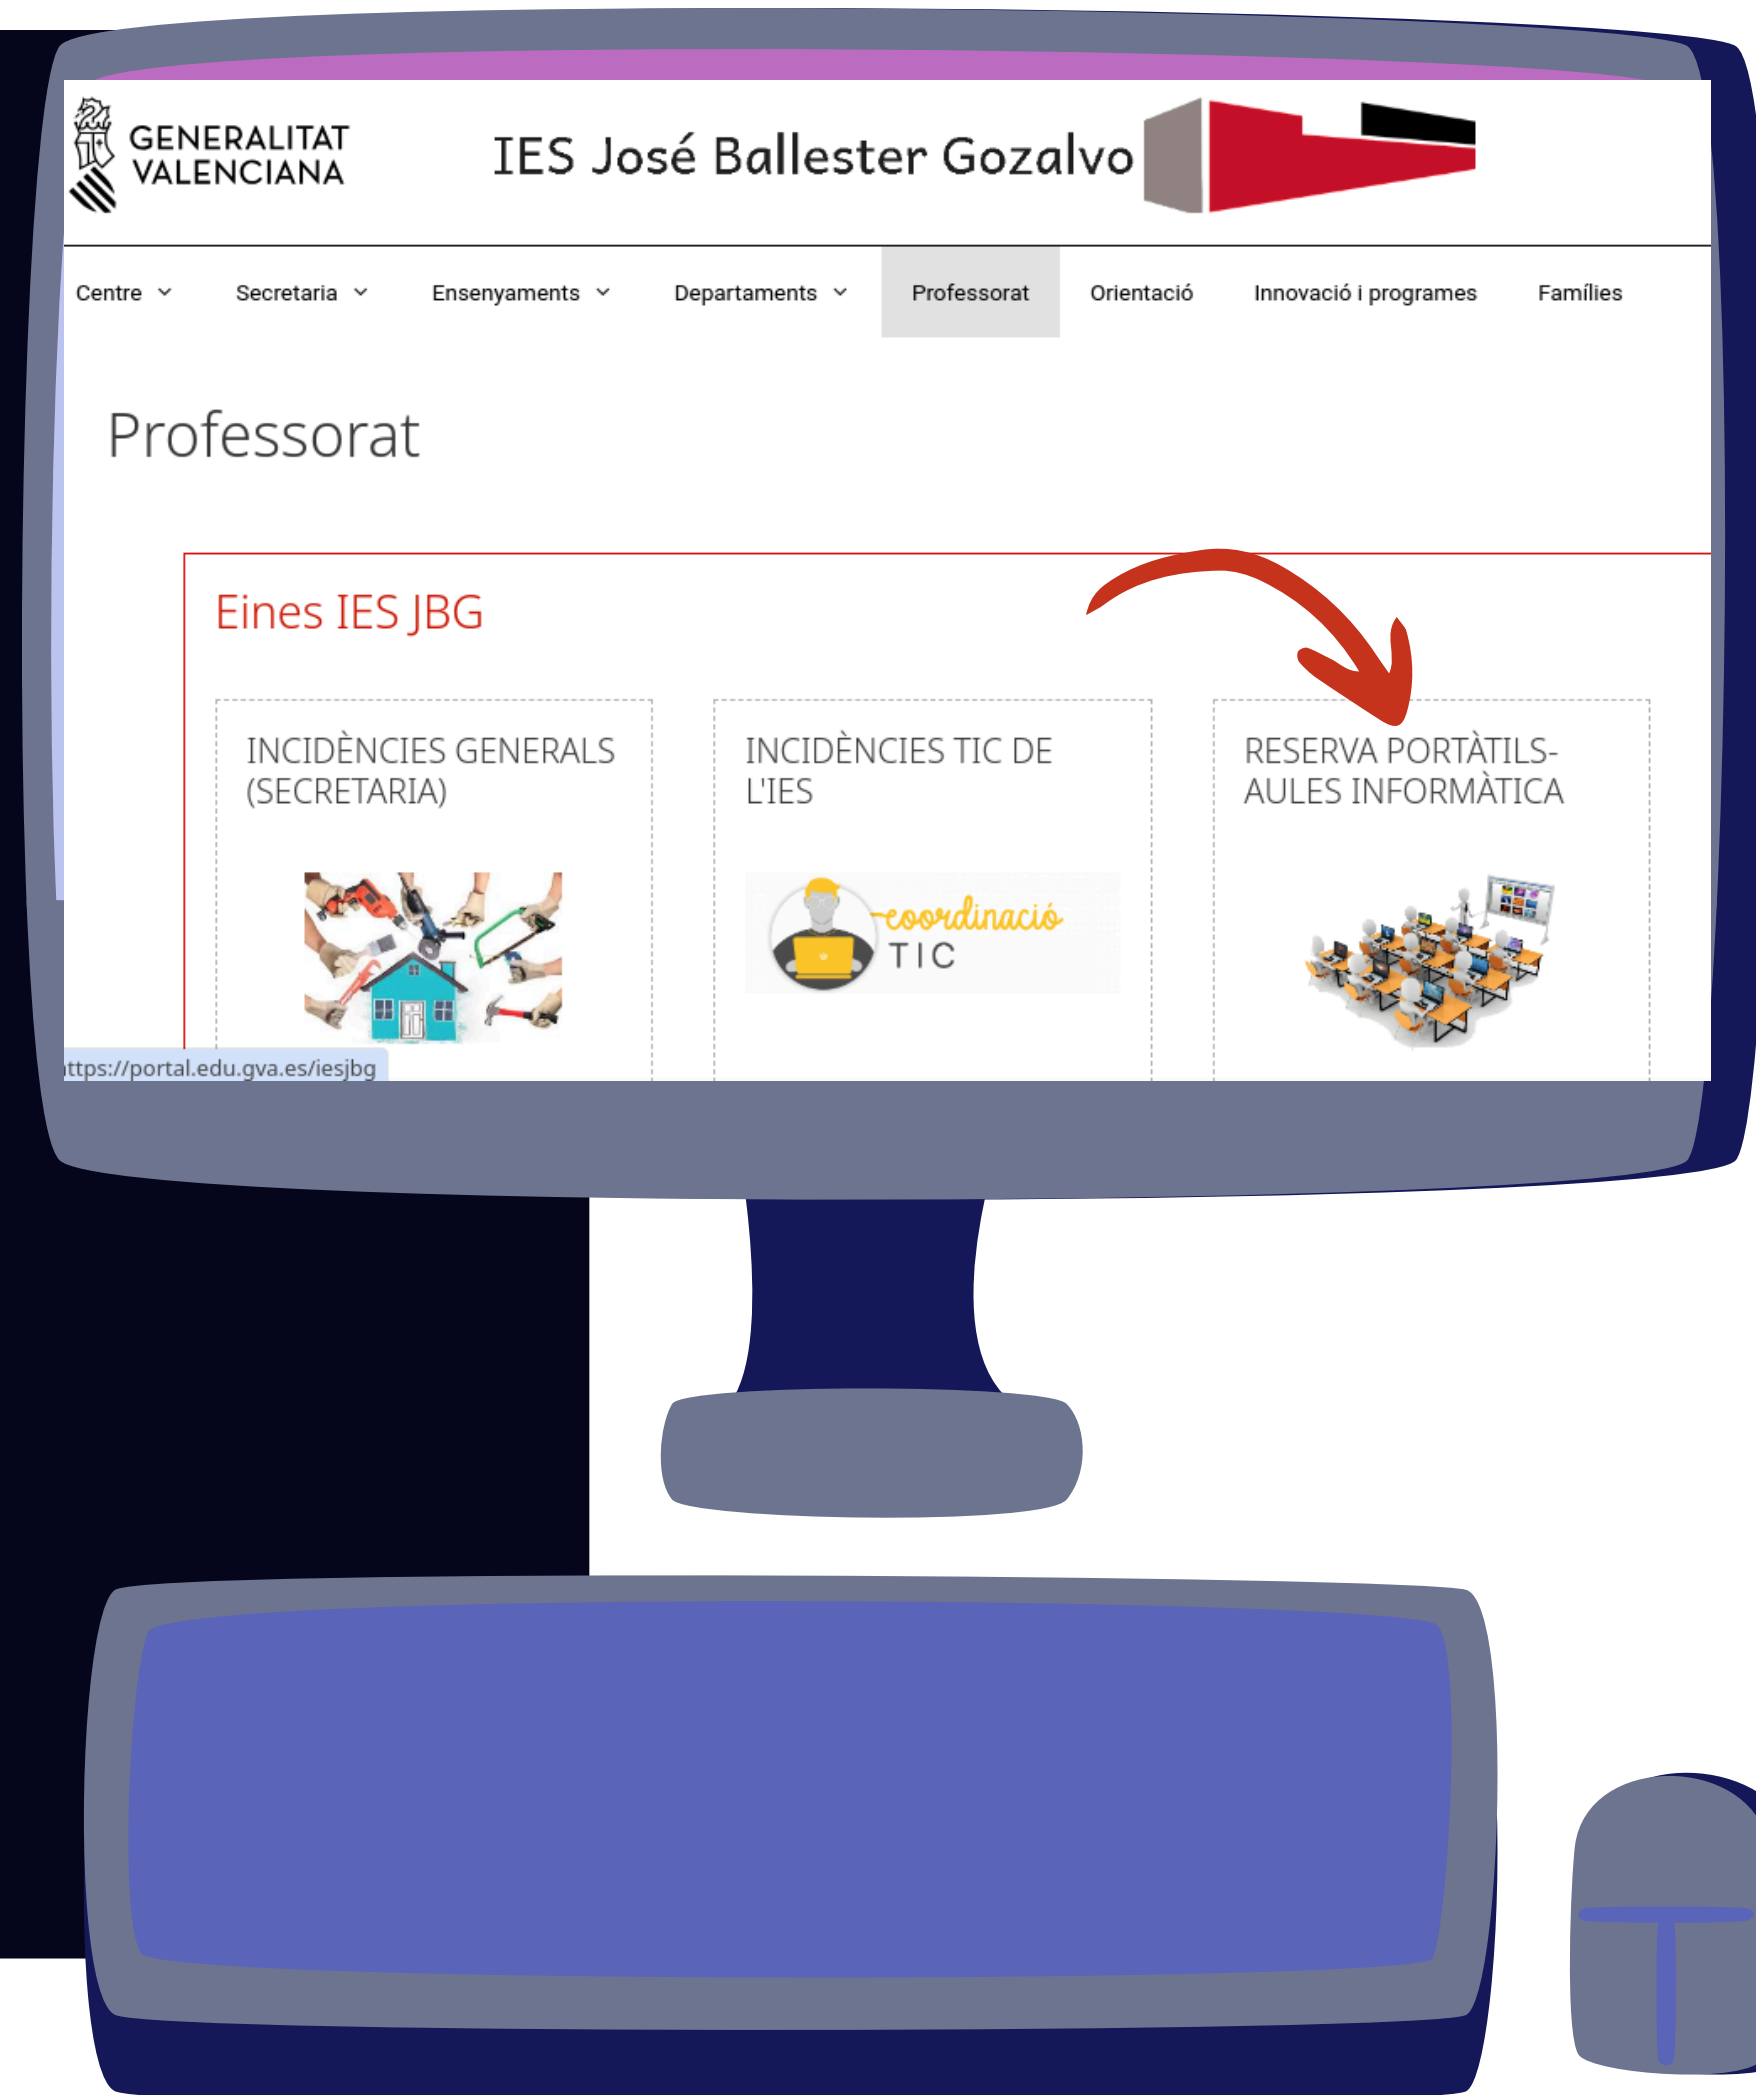 GENERALITAT
VALENCIANA
IES José Ballester Gozalvo
Centre Secretaria Ensenyaments Departaments Professorat Orientació Innovació i programes Famílies
Professorat
Eines IES JBG
INCIDÈNCIES GENERALS
(SECRETARIA)
INCIDÈNCIES TIC DE
L'IES
RESERVA PORTÀTILS-
AULES INFORMÀTICA
coordinació
TIC
ttps://portal.edu.gva.es/iesjbg